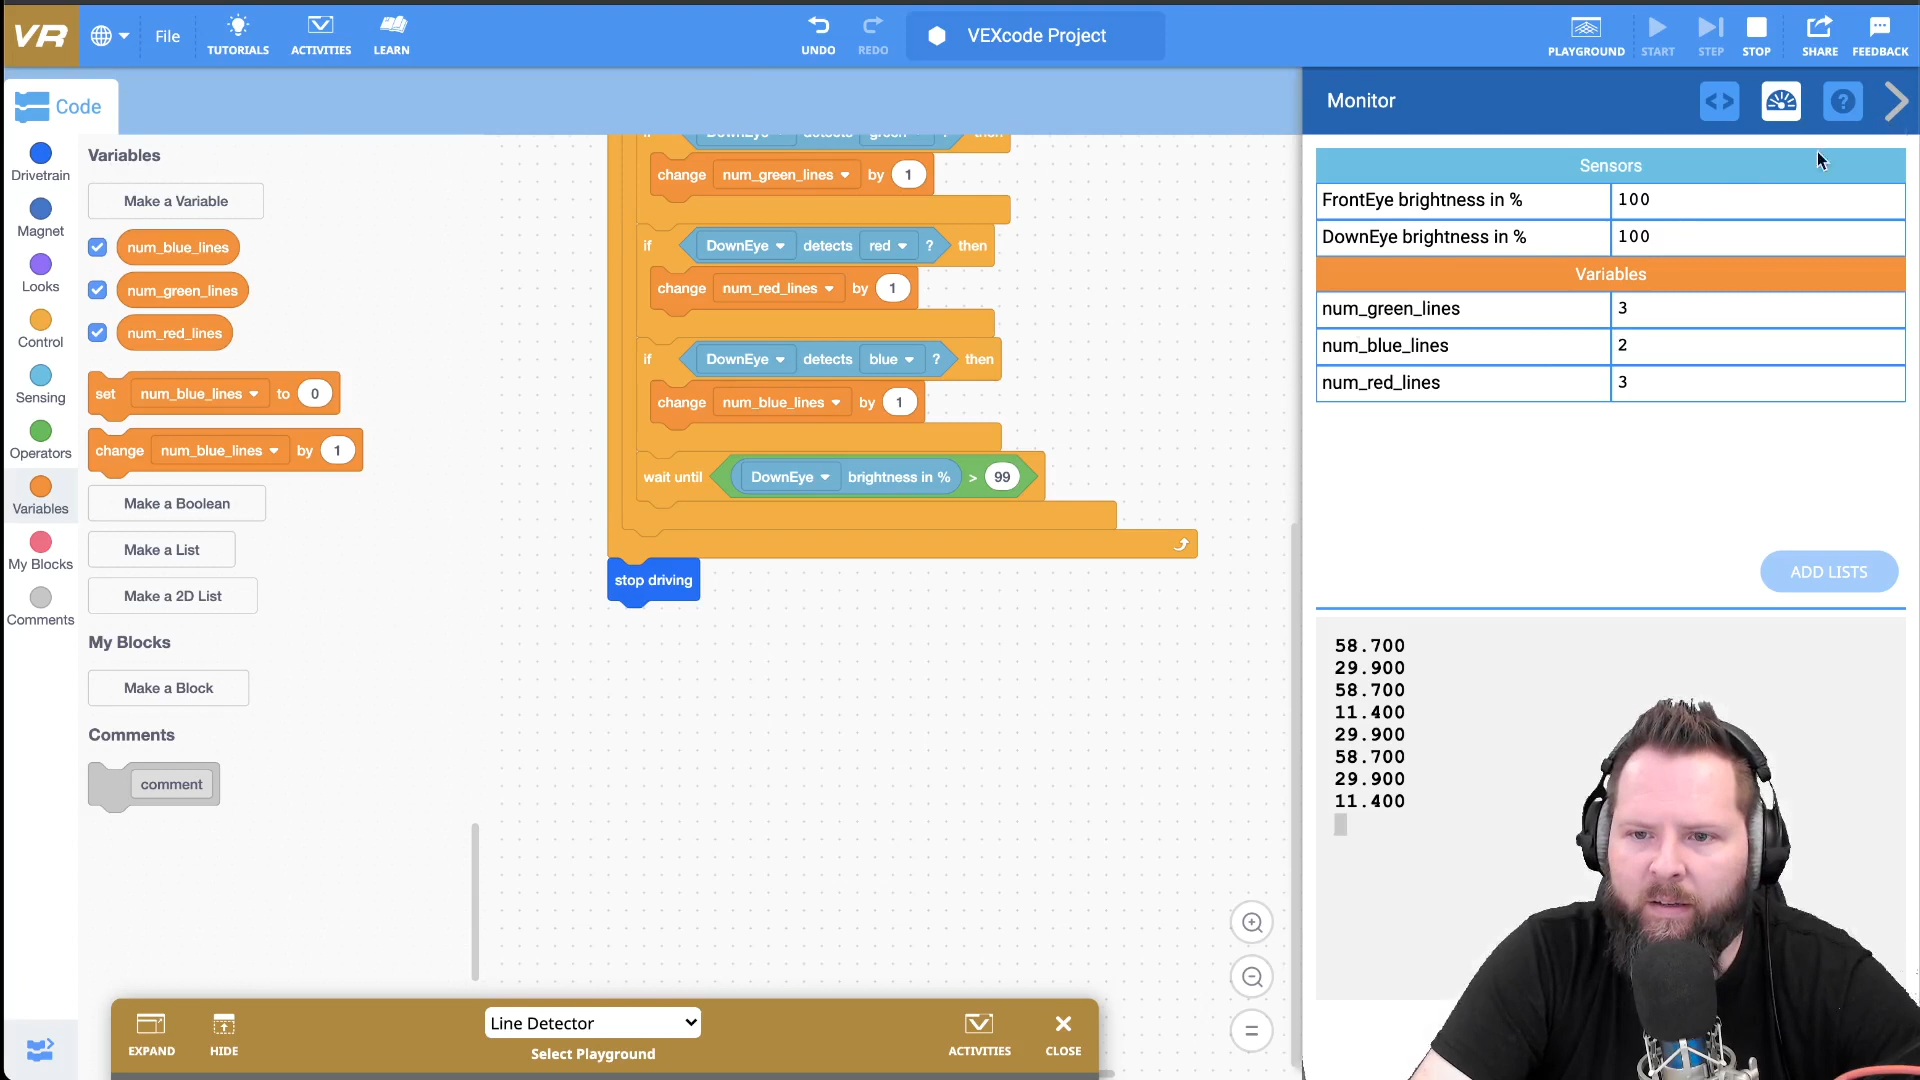 VR
File
TUTORIALS
ACTIVITIES
LEARN
UNDO
REDO
VEXcode Project
PLAYGROUND
START
STEP
STOP
SHARE
FEEDBACK
Code
Monitor
Drivetrain
Magnet
Looks
Control
Sensing
Operators
Variables
My Blocks
Comments
Variables
Make a Variable
num_blue_lines
num_green_lines
num_red_lines
set num_blue_lines to 0
change num_blue_lines by 1
Make a Boolean
Make a List
Make a 2D List
My Blocks
Make a Block
Comments
comment
if DownEye detects green ? then
change num_green_lines by 1
if DownEye detects red ? then
change num_red_lines by 1
if DownEye detects blue ? then
change num_blue_lines by 1
wait until DownEye brightness in % > 99
stop driving
Sensors
FrontEye brightness in % 100
DownEye brightness in % 100
Variables
num_green_lines 3
num_blue_lines 2
num_red_lines 3
ADD LISTS
58.700
29.900
58.700
11.400
29.900
58.700
29.900
11.400
EXPAND
HIDE
Line Detector
Select Playground
ACTIVITIES
CLOSE